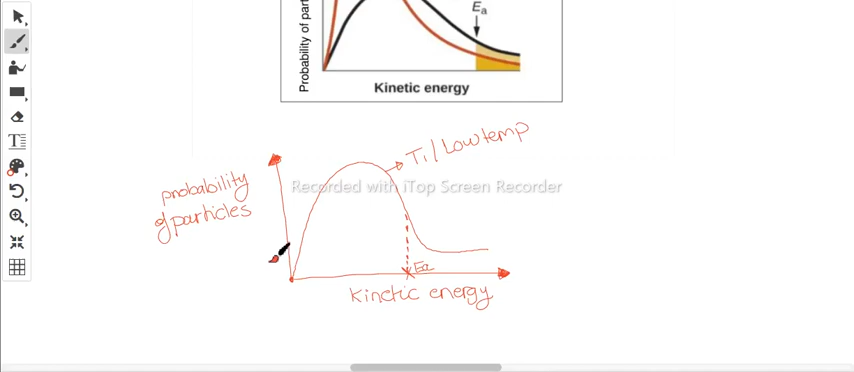 Probability of part
Ea
Kinetic energy
T1/Low temp
probability
of particles
Recorded with iTop Screen Recorder
Ea
Kinetic energy